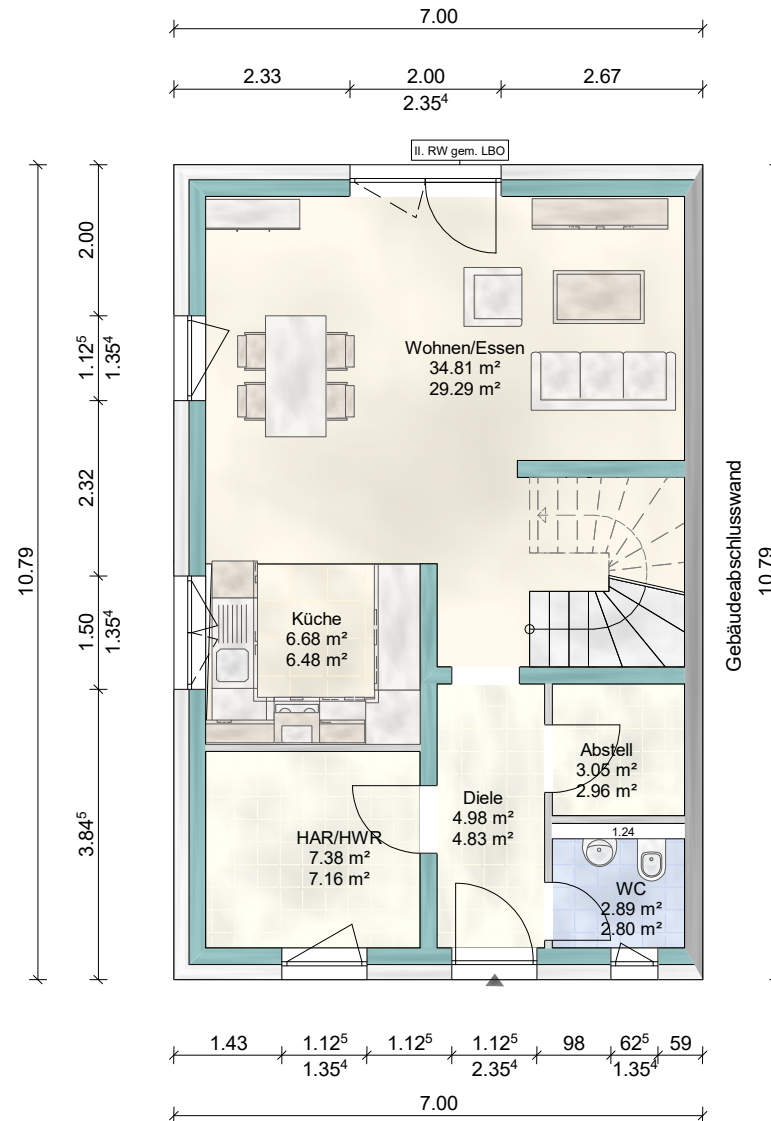 7.00
2.33 2.00 2.67
2.35⁴
II. RW gem. LBO
2.00
1.12⁵
1.35⁴
2.32
1.50
1.35⁴
3.84⁵
10.79
Wohnen/Essen
34.81 m²
29.29 m²
Küche
6.68 m²
6.48 m²
Gebäudeabschlusswand
10.79
Abstell
3.05 m²
2.96 m²
Diele
4.98 m²
4.83 m²
HAR/HWR
7.38 m²
7.16 m²
1.24
WC
2.89 m²
2.80 m²
1.43 1.12⁵ 1.12⁵ 1.12⁵ 98 62⁵ 59
1.35⁴ 2.35⁴ 1.35⁴
7.00